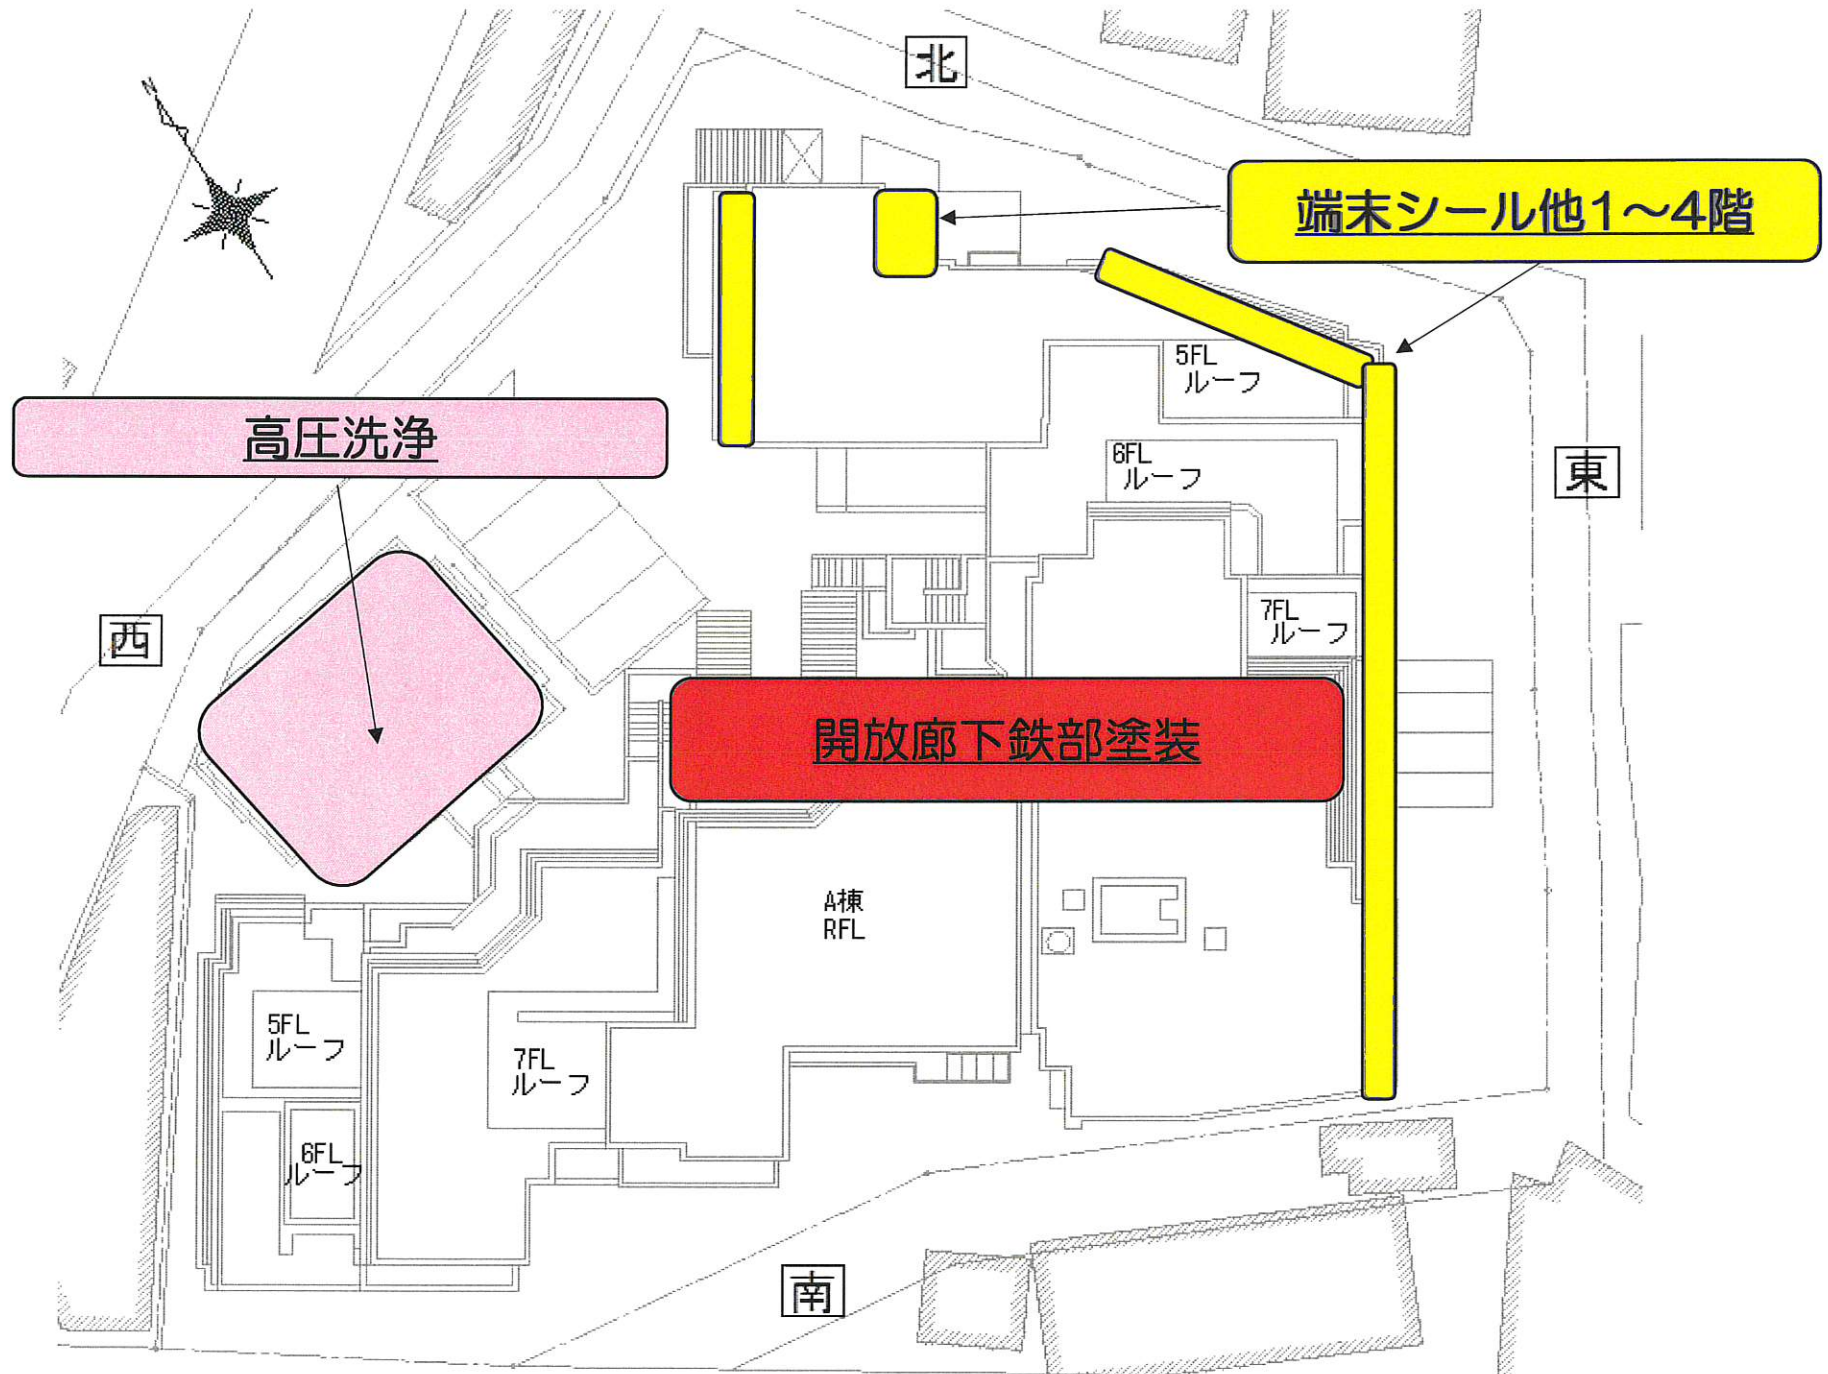 北
N
端末シール他1～4階
5FL
ルーフ
高圧洗浄
6FL
ルーフ
東
西
7FL
ルーフ
開放廊下鉄部塗装
A棟
RFL
5FL
ルーフ
7FL
ルーフ
6FL
ルーフ
南